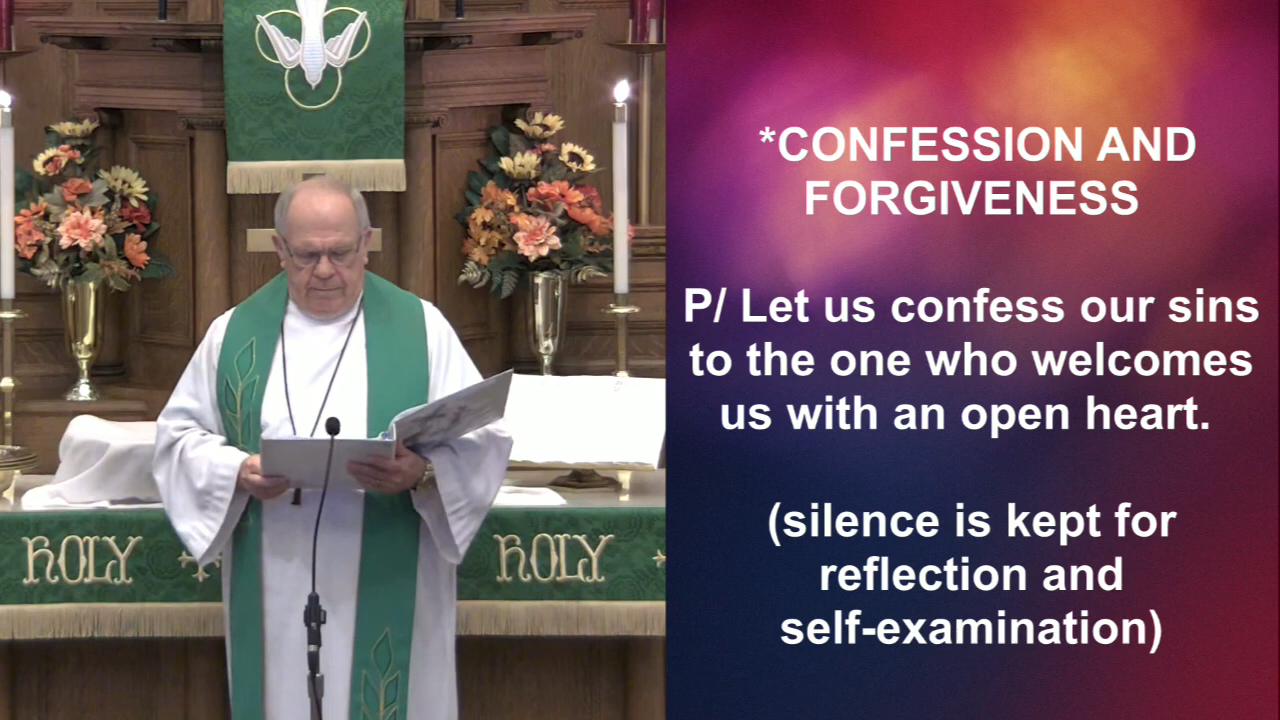 HOLY
HOLY
*CONFESSION AND
FORGIVENESS
P/ Let us confess our sins
to the one who welcomes
us with an open heart.
(silence is kept for
reflection and
self-examination)